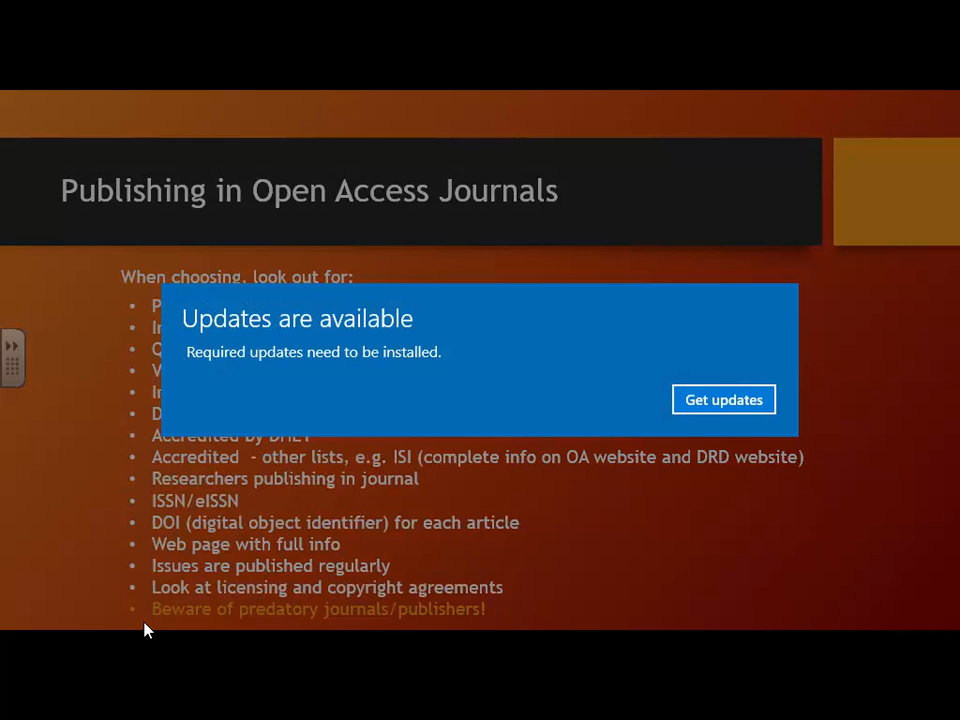 Publishing in Open Access Journals
When choosing, look out for:
Updates are available
Required updates need to be installed.
Get updates
• Accredited by DHET
• Accredited - other lists, e.g. ISI (complete info on OA website and DRD website)
• Researchers publishing in journal
• ISSN/eISSN
• DOI (digital object identifier) for each article
• Web page with full info
• Issues are published regularly
• Look at licensing and copyright agreements
• Beware of predatory journals/publishers!